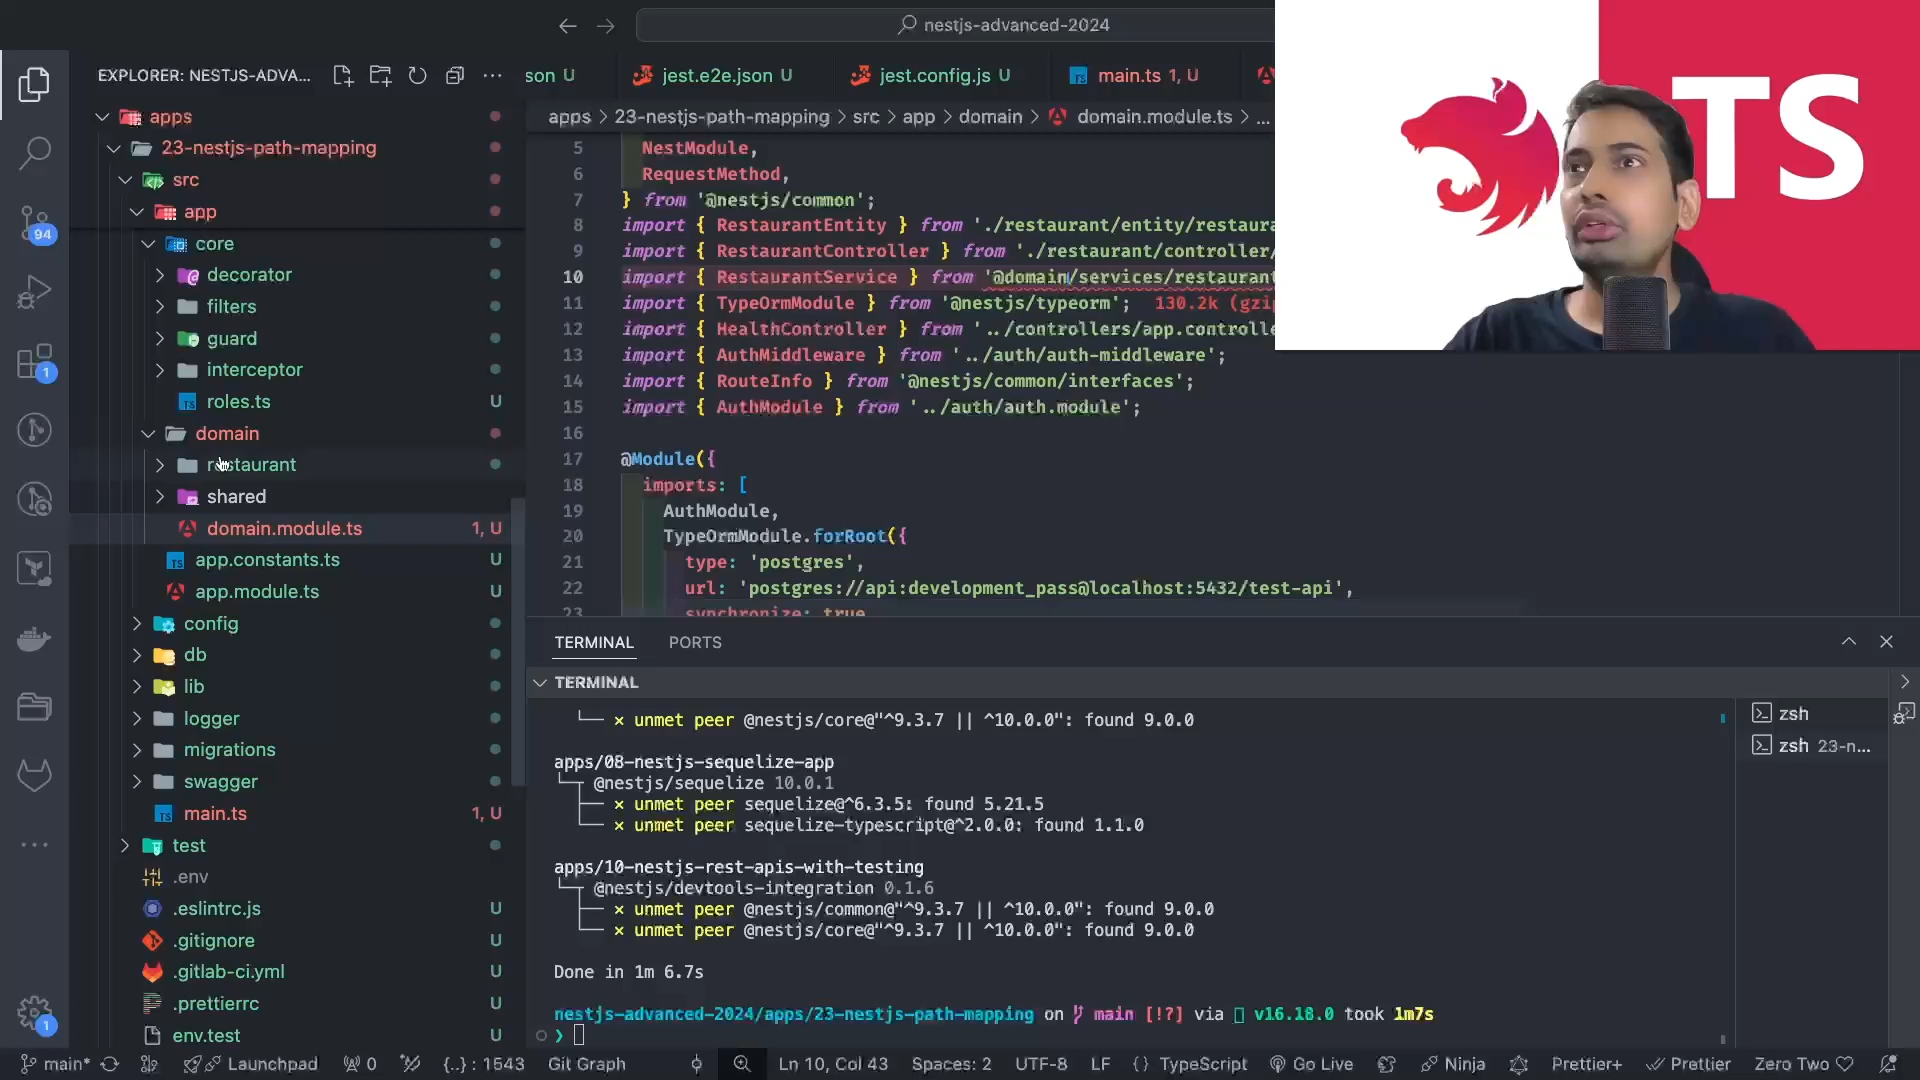 nestjs-advanced-2024
EXPLORER: NESTJS-ADVA...
son U
jest.e2e.json U
jest.config.js U
main.ts 1, U
TS
apps > 23-nestjs-path-mapping > src > app > domain > domain.module.ts > ...
apps
23-nestjs-path-mapping
src
app
core
decorator
filters
guard
interceptor
roles.ts U
domain
restaurant
shared
domain.module.ts 1, U
app.constants.ts U
app.module.ts U
config
db
lib
logger
migrations
swagger
main.ts 1, U
test
.env
.eslintrc.js U
.gitignore U
.gitlab-ci.yml U
.prettierrc U
env.test U
94
1
1
5 NestModule,
6 RequestMethod,
7 } from '@nestjs/common';
8 import { RestaurantEntity } from './restaurant/entity/restaura
9 import { RestaurantController } from './restaurant/controller/
10 import { RestaurantService } from '@domain/services/restaurant
11 import { TypeOrmModule } from '@nestjs/typeorm'; 130.2k (gzi
12 import { HealthController } from '../controllers/app.controlle
13 import { AuthMiddleware } from '../auth/auth-middleware';
14 import { RouteInfo } from '@nestjs/common/interfaces';
15 import { AuthModule } from '../auth/auth.module';
16
17 @Module({
18 imports: [
19 AuthModule,
20 TypeOrmModule.forRoot({
21 type: 'postgres',
22 url: 'postgres://api:development_pass@localhost:5432/test-api',
23 synchronize: true
TERMINAL PORTS
TERMINAL
└── × unmet peer @nestjs/core@"^9.3.7 || ^10.0.0": found 9.0.0
apps/08-nestjs-sequelize-app
└─┬ @nestjs/sequelize 10.0.1
├── × unmet peer sequelize@^6.3.5: found 5.21.5
└── × unmet peer sequelize-typescript@^2.0.0: found 1.1.0
apps/10-nestjs-rest-apis-with-testing
└─┬ @nestjs/devtools-integration 0.1.6
├── × unmet peer @nestjs/common@"^9.3.7 || ^10.0.0": found 9.0.0
└── × unmet peer @nestjs/core@"^9.3.7 || ^10.0.0": found 9.0.0
Done in 1m 6.7s
nestjs-advanced-2024/apps/23-nestjs-path-mapping on main [!?] via v16.18.0 took 1m7s
❯
zsh
zsh 23-n...
main* Launchpad 0 {..} : 1543 Git Graph Ln 10, Col 43 Spaces: 2 UTF-8 LF {} TypeScript Go Live Ninja Prettier+ Prettier Zero Two